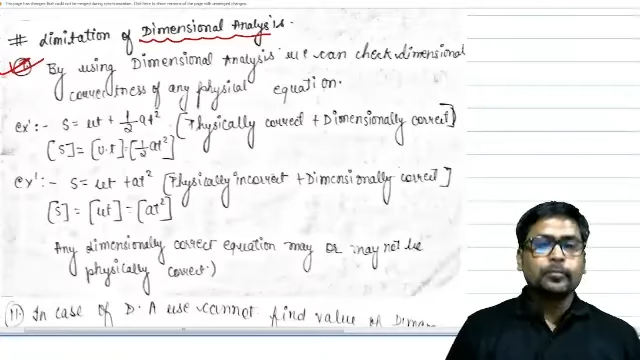 The page has changes that could not be merged during synchronization. Click here to those versions of the page with unmerged changes.
# Limitation of Dimensional Analysis.
By using Dimensional Analysis we can check dimensional
correctness of any physical equation.
ex':- S = ut + 1/2 at² [Physically correct + Dimensionally correct]
[S] = [U.t] = [1/2 at²]
ex':- S = ut + at² [Physically incorrect + Dimensionally correct]
[S] = [ut] = [at²]
Any dimensionally correct equation may or may not be
physically correct.)
(11). In case of D. A we cannot find value of